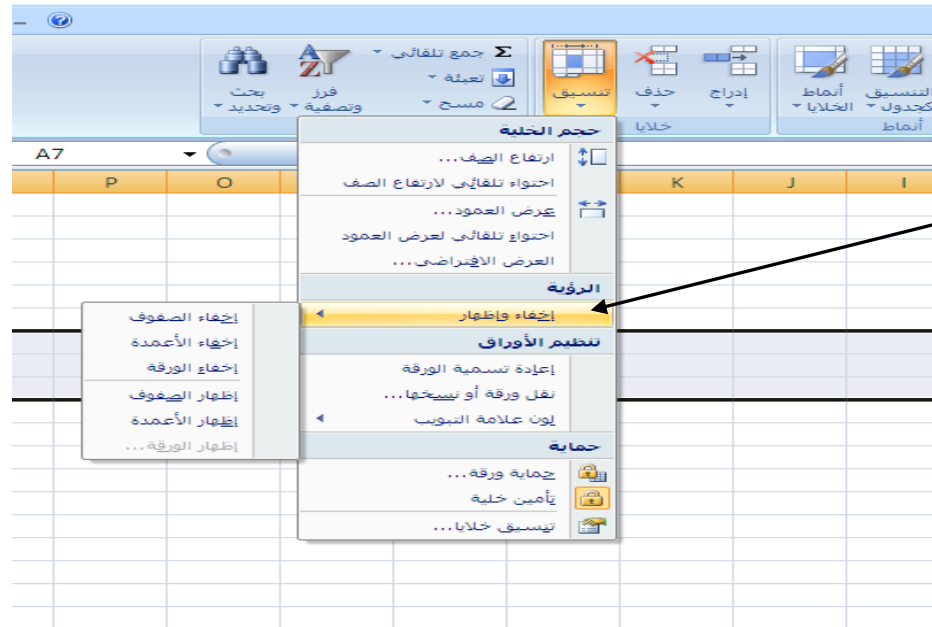 التنسيق كجدول
أنماط الخلايا
أنماط
إدراج
حذف
تنسيق
خلايا
Σ جمع تلقائي
تعبئة
مسح
فرز وتصفية
بحث وتحديد
A7
I
J
K
O
P
حجم الخلية
ارتفاع الصف...
احتواء تلقائي لارتفاع الصف
عرض العمود...
احتواء تلقائي لعرض العمود
العرض الافتراضي...
الرؤية
إخفاء وإظهار
إخفاء الصفوف
إخفاء الأعمدة
إخفاء الورقة
إظهار الصفوف
إظهار الأعمدة
إظهار الورقة...
تنظيم الأوراق
إعادة تسمية الورقة
نقل ورقة أو نسخها...
لون علامة التبويب
حماية
حماية ورقة...
تأمين خلية
تنسيق خلايا...